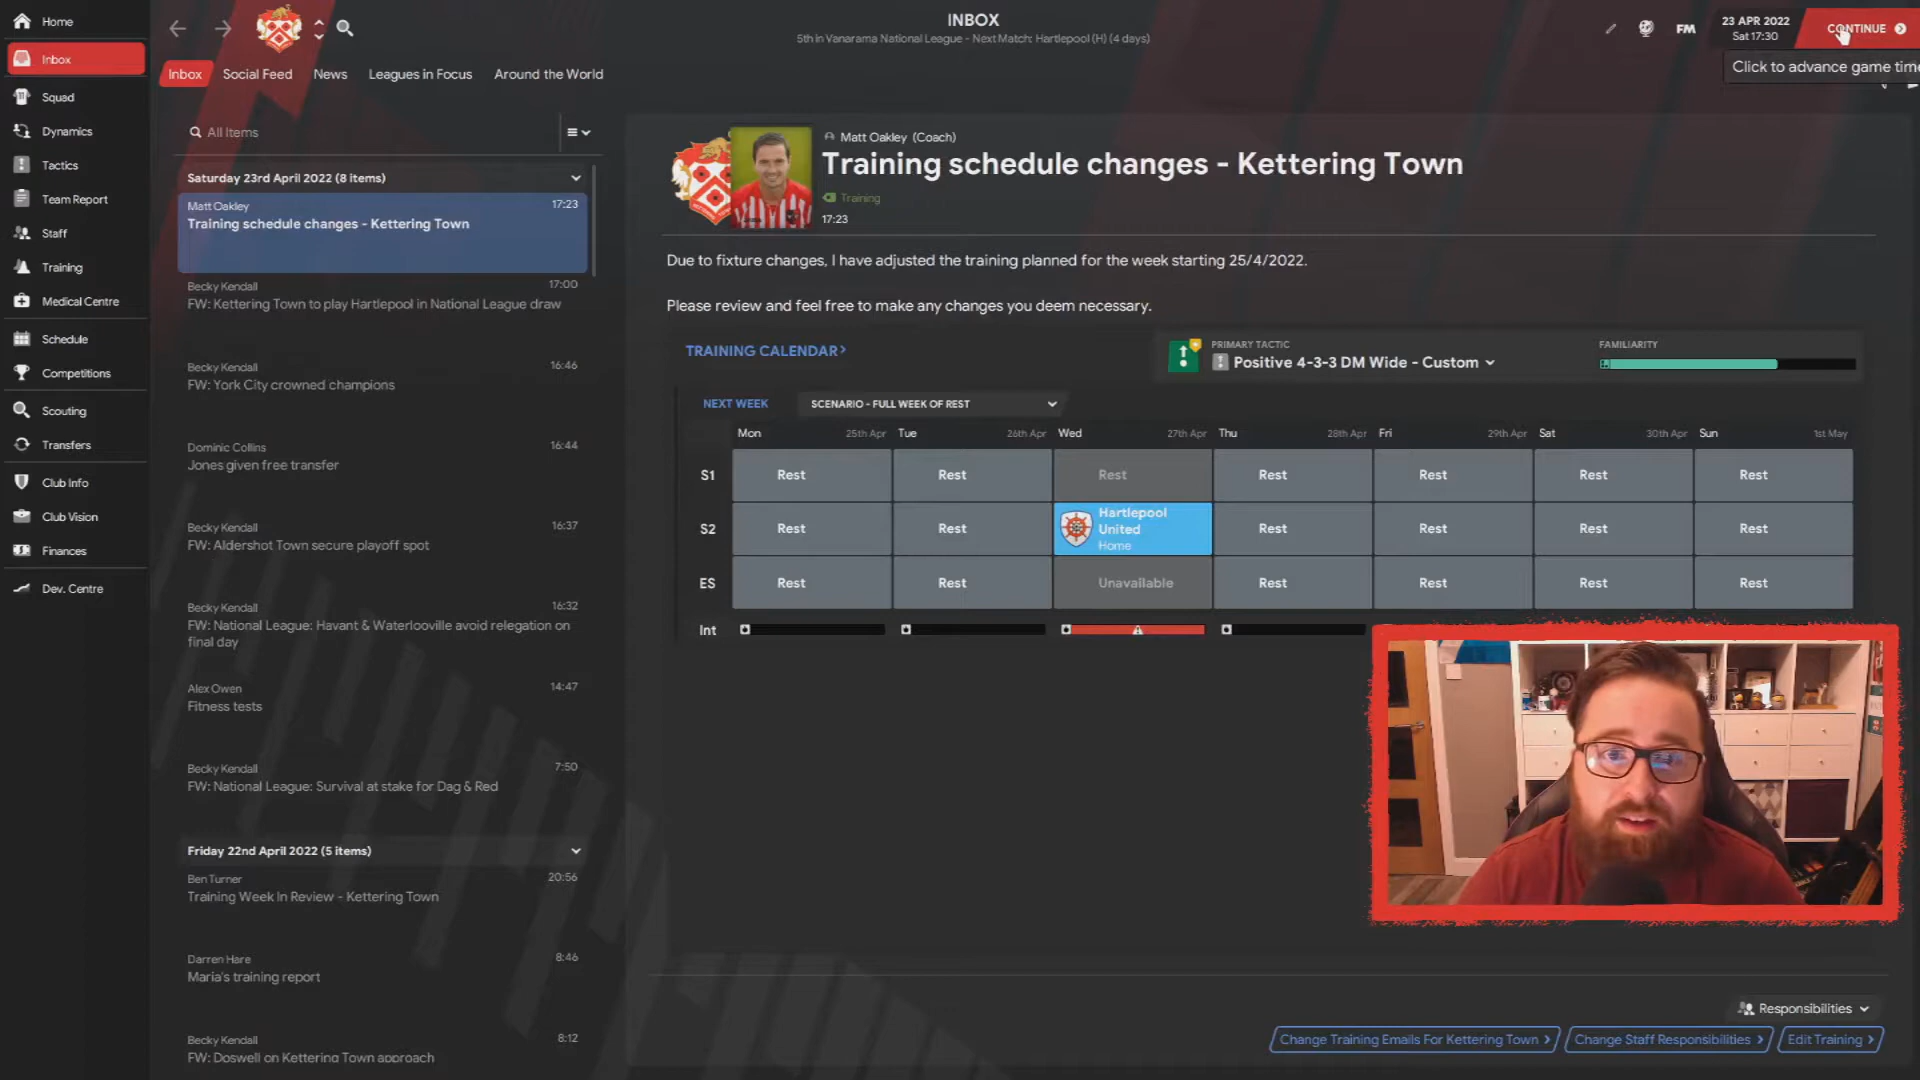 Home
Inbox
Squad
Dynamics
Tactics
Team Report
Staff
Training
Medical Centre
Schedule
Competitions
Scouting
Transfers
Club Info
Club Vision
Finances
Dev. Centre
INBOX
5th in Vanarama National League - Next Match: Hartlepool (H) (4 days)
FM
23 APR 2022
Sat 17:30
CONTINUE
Click to advance game time
Inbox
Social Feed
News
Leagues in Focus
Around the World
All Items
Saturday 23rd April 2022 (8 items)
Matt Oakley 17:23
Training schedule changes - Kettering Town
Becky Kendall 17:00
FW: Kettering Town to play Hartlepool in National League draw
Becky Kendall 16:46
FW: York City crowned champions
Dominic Collins 16:44
Jones given free transfer
Becky Kendall 16:37
FW: Aldershot Town secure playoff spot
Becky Kendall 16:32
FW: National League: Havant & Waterlooville avoid relegation on
final day
Alex Owen 14:47
Fitness tests
Becky Kendall 7:50
FW: National League: Survival at stake for Dag & Red
Friday 22nd April 2022 (5 items)
Ben Turner 20:56
Training Week In Review - Kettering Town
Darren Hare 8:46
Maria's training report
Becky Kendall 8:12
FW: Doswell on Kettering Town approach
Matt Oakley (Coach)
Training schedule changes - Kettering Town
Training
17:23
Due to fixture changes, I have adjusted the training planned for the week starting 25/4/2022.
Please review and feel free to make any changes you deem necessary.
TRAINING CALENDAR
PRIMARY TACTIC
Positive 4-3-3 DM Wide - Custom
FAMILIARITY
NEXT WEEK
SCENARIO - FULL WEEK OF REST
Mon 25th Apr Tue 26th Apr Wed 27th Apr Thu 28th Apr Fri 29th Apr Sat 30th Apr Sun 1st May
S1 Rest Rest Rest Rest Rest Rest Rest
S2 Rest Rest Hartlepool United Home Rest Rest Rest Rest
ES Rest Rest Unavailable Rest Rest Rest Rest
Int
Responsibilities
Change Training Emails For Kettering Town
Change Staff Responsibilities
Edit Training